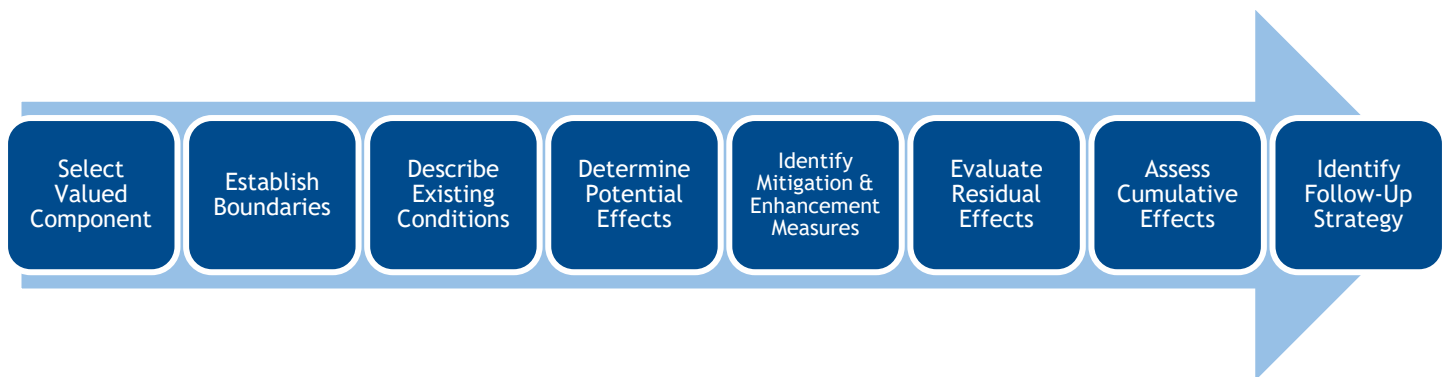 Select
Valued
Component
Establish
Boundaries
Describe
Existing
Conditions
Determine
Potential
Effects
Identify
Mitigation &
Enhancement
Measures
Evaluate
Residual
Effects
Assess
Cumulative
Effects
Identify
Follow-Up
Strategy